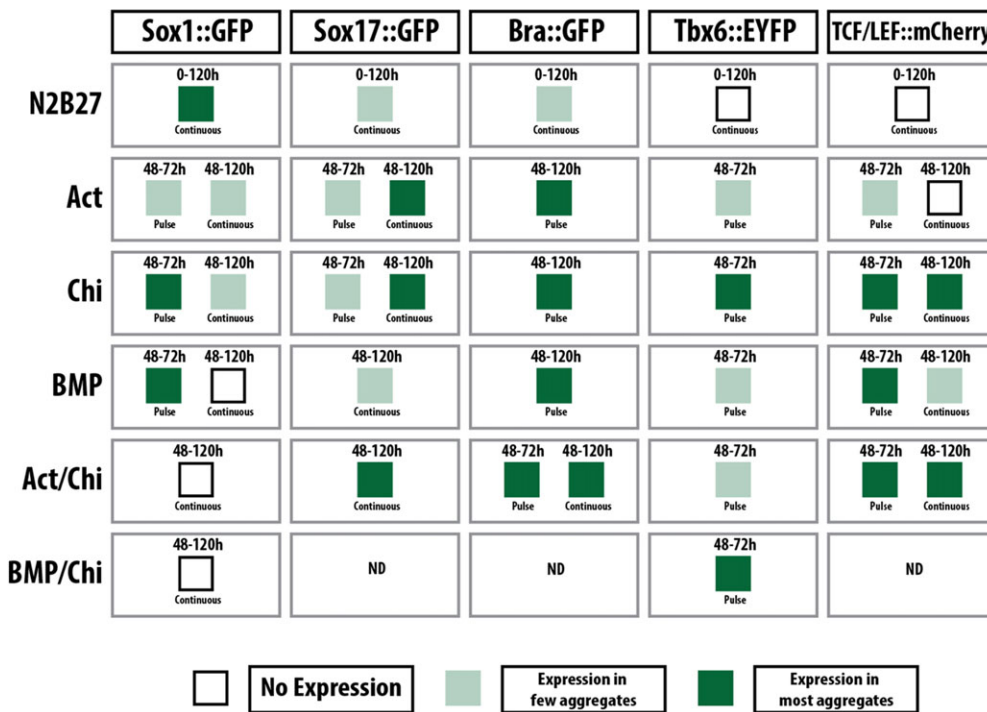 Sox1::GFP Sox17::GFP Bra::GFP Tbx6::EYFP TCF/LEF::mCherry
N2B27
0-120h 0-120h 0-120h 0-120h 0-120h
Continuous Continuous Continuous Continuous Continuous
Act
48-72h 48-120h 48-72h 48-120h 48-120h 48-72h 48-72h 48-120h
Pulse Continuous Pulse Continuous Pulse Pulse Pulse Continuous
Chi
48-72h 48-120h 48-72h 48-120h 48-120h 48-72h 48-72h 48-120h
Pulse Continuous Pulse Continuous Pulse Pulse Pulse Continuous
BMP
48-72h 48-120h 48-120h 48-120h 48-72h 48-72h 48-120h
Pulse Continuous Continuous Pulse Pulse Pulse Continuous
Act/Chi
48-120h 48-120h 48-72h 48-120h 48-72h 48-72h 48-120h
Continuous Continuous Pulse Continuous Pulse Pulse Continuous
BMP/Chi
48-120h ND ND 48-72h ND
Continuous Pulse
No Expression
Expression in
few aggregates
Expression in
most aggregates